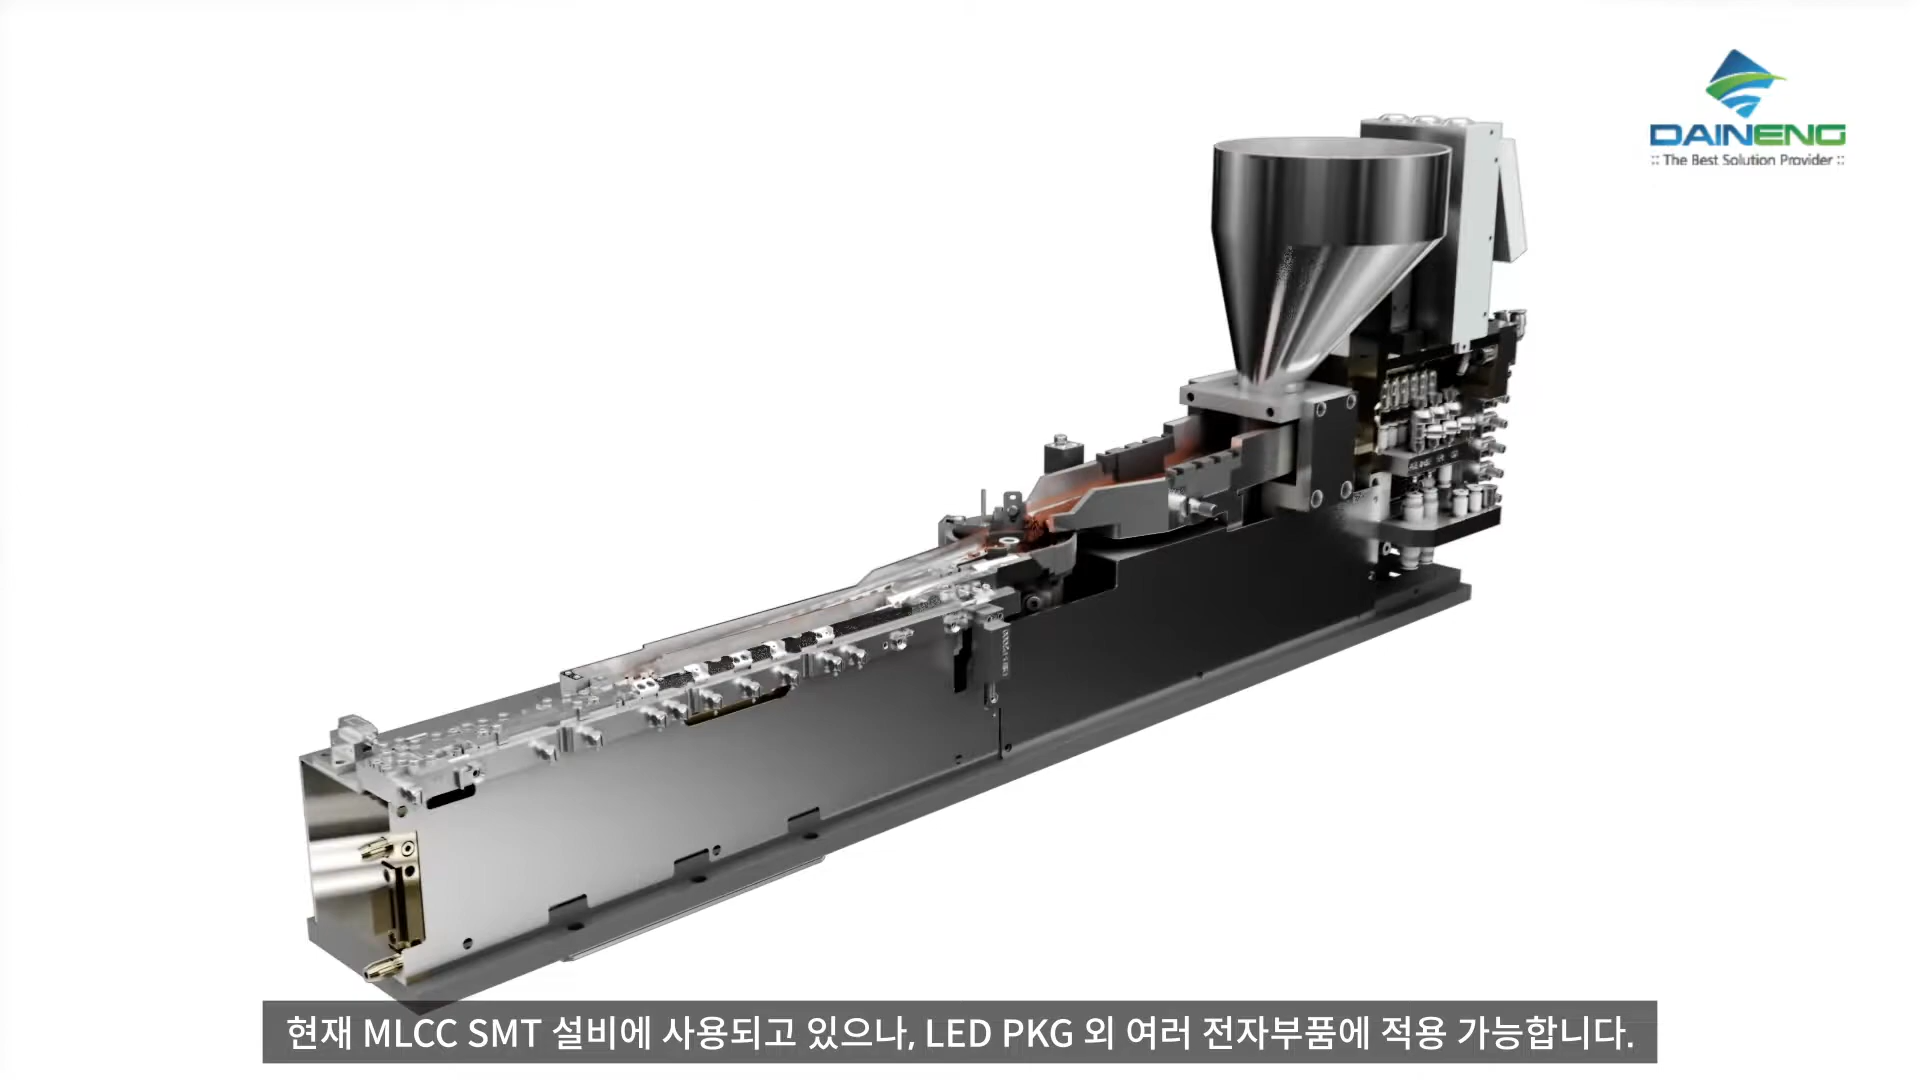 DAINENG
:: The Best Solution Provider ::
현재 MLCC SMT 설비에 사용되고 있으나, LED PKG 외 여러 전자부품에 적용 가능합니다.